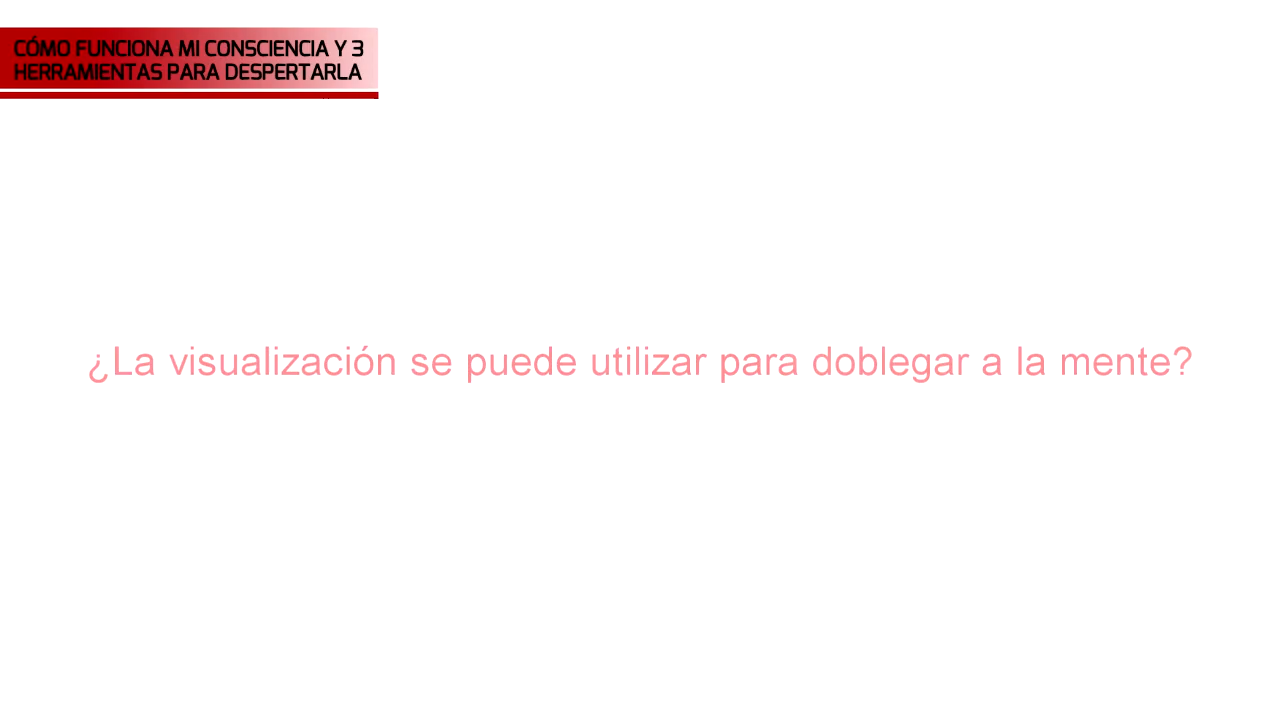 CÓMO FUNCIONA MI CONSCIENCIA Y 3
HERRAMIENTAS PARA DESPERTARLA
¿La visualización se puede utilizar para doblegar a la mente?